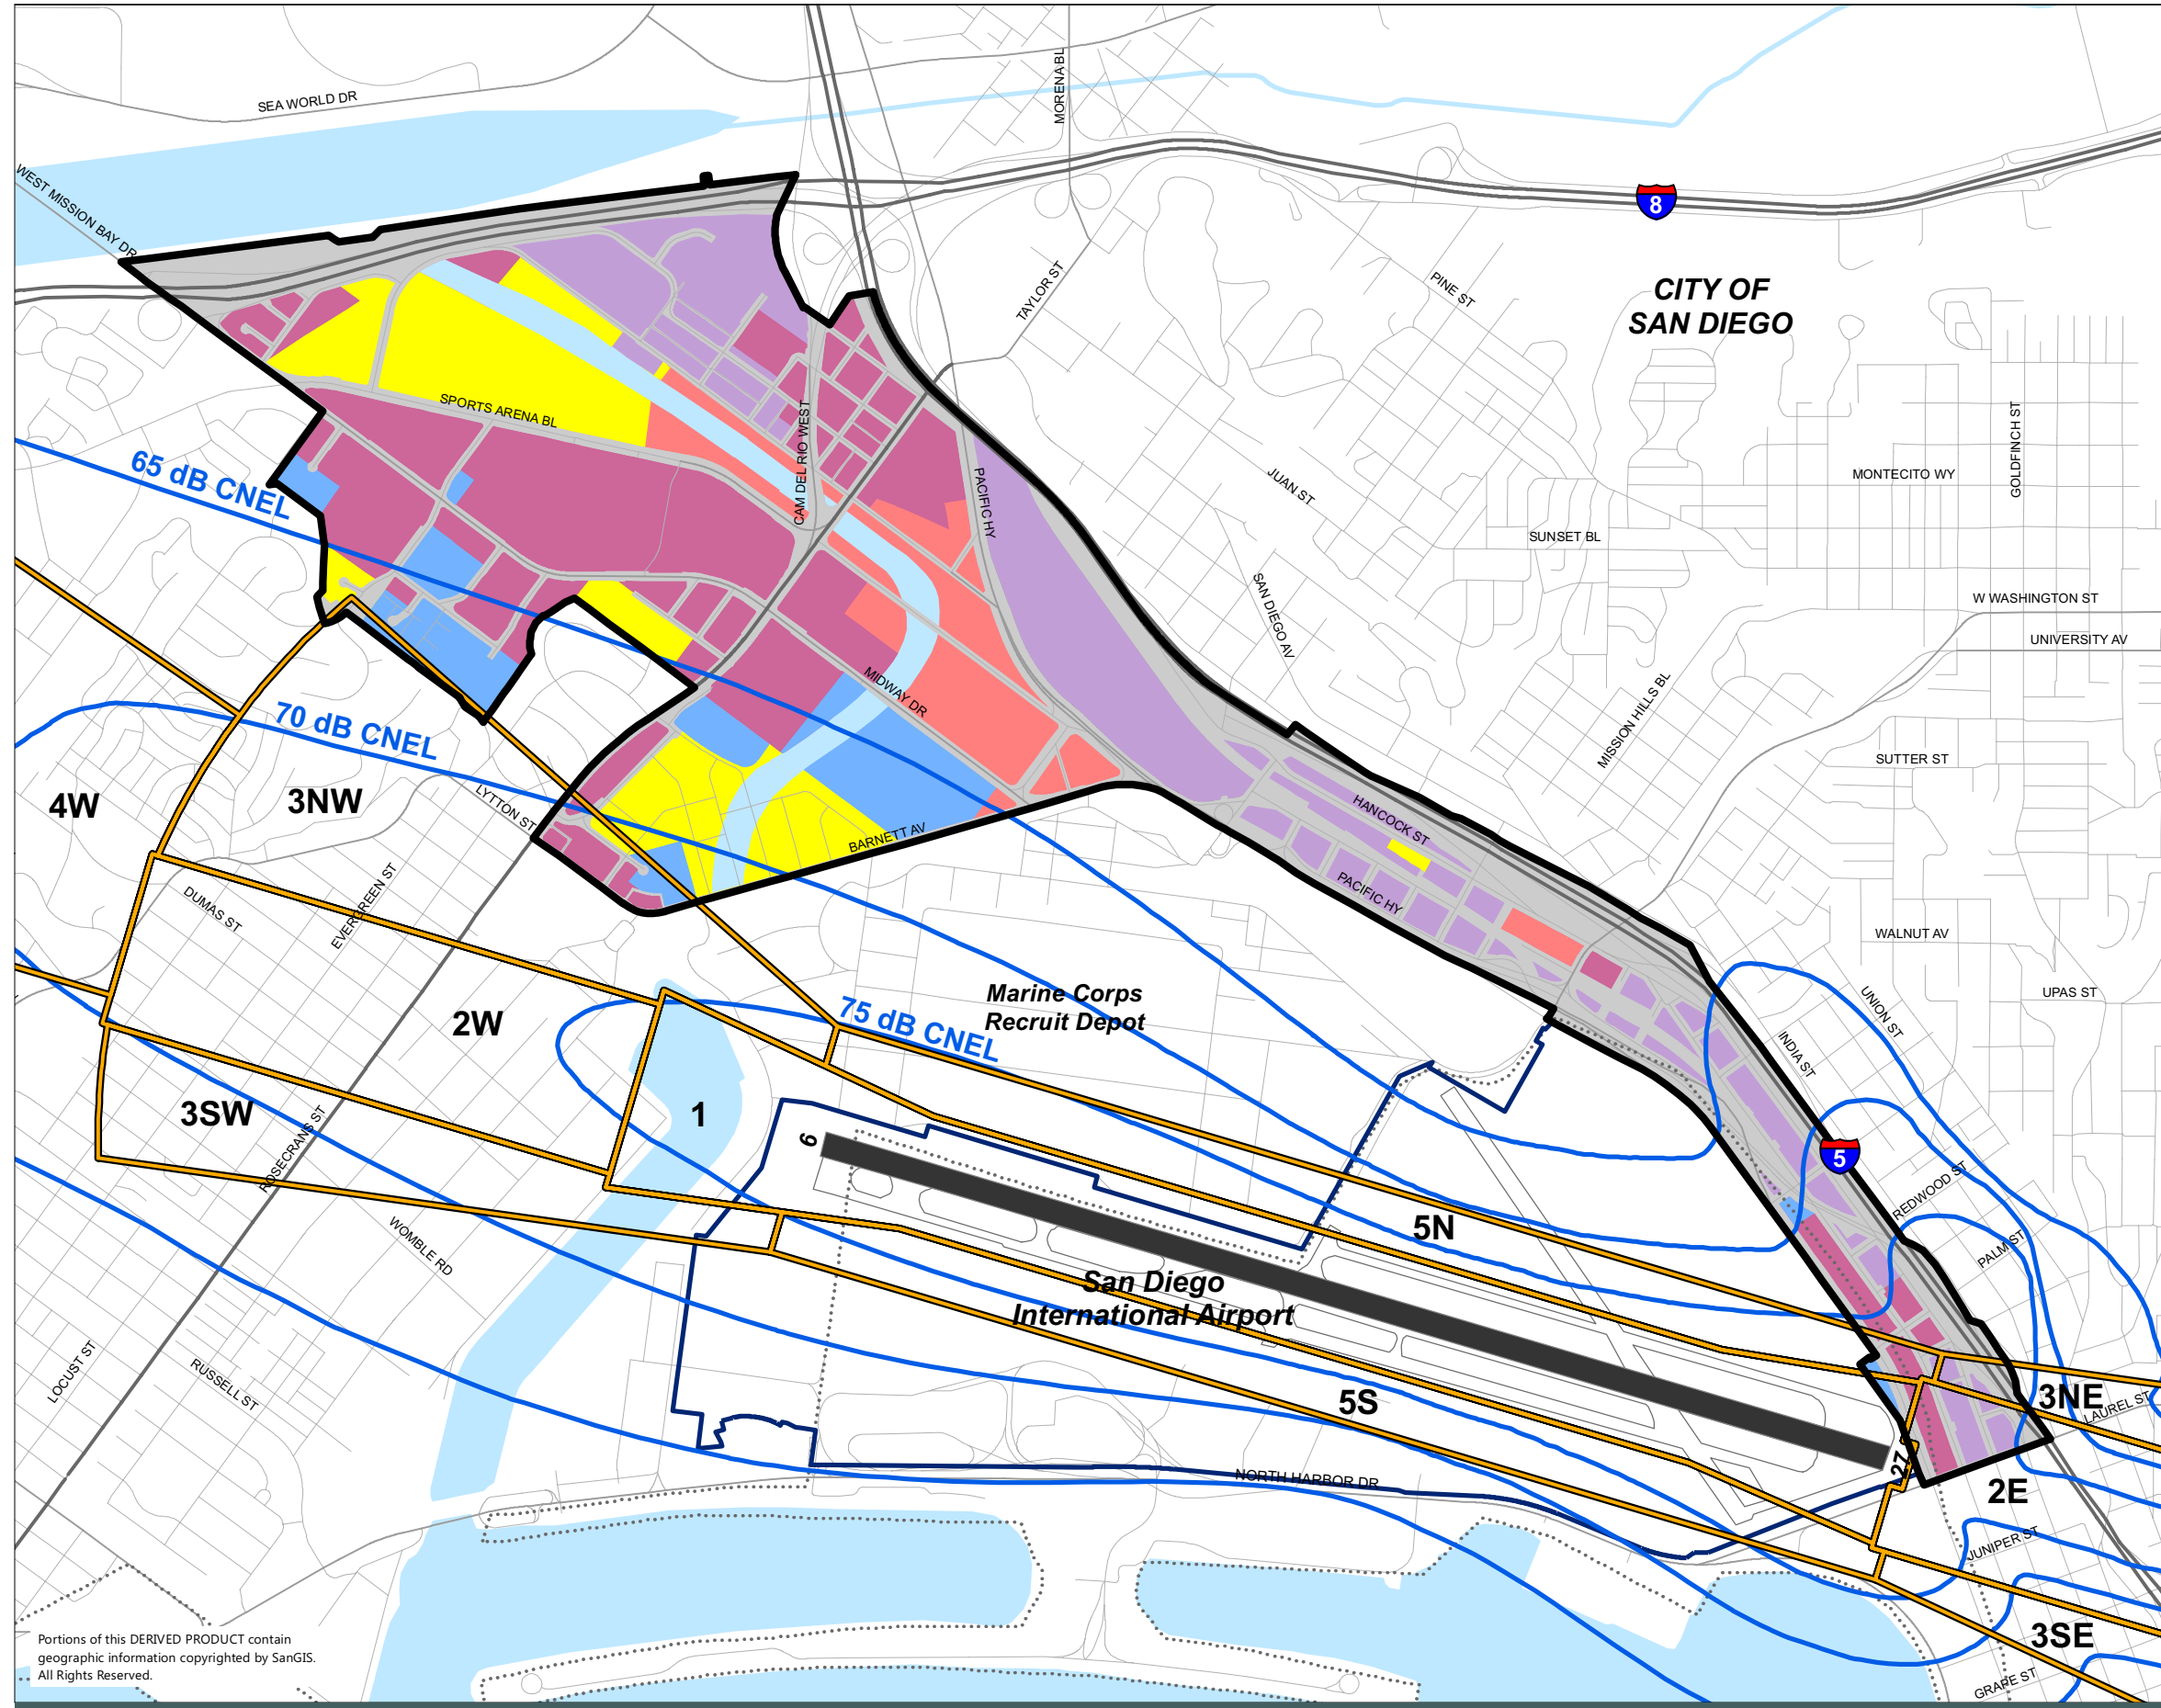 SEA WORLD DR
MORENA BL
WEST MISSION BAY DR
8
TAYLOR ST
PINE ST
CITY OF
SAN DIEGO
SPORTS ARENA BL
CAM DEL RIO WEST
PACIFIC HY
JUAN ST
MONTECITO WY
GOLDFINCH ST
65 dB CNEL
SUNSET BL
SAN DIEGO AV
W WASHINGTON ST
UNIVERSITY AV
MIDWAY DR
MISSION HILLS BL
70 dB CNEL
SUTTER ST
4W
3NW
LYTTON ST
BARNETT AV
HANCOCK ST
PACIFIC HY
DUMAS ST
EVERGREEN ST
WALNUT AV
2W
75 dB CNEL
Marine Corps
Recruit Depot
UNION ST
UPAS ST
INDIA ST
3SW
1
9
5
ROSECRANS ST
REDWOOD ST
WOMBLE RD
5N
PALM ST
San Diego
International Airport
LOCUST ST
RUSSELL ST
5S
3NE
LAUREL ST
NORTH HARBOR DR
27
2E
JUNIPER ST
3SE
GRAPE ST
Portions of this DERIVED PRODUCT contain
geographic information copyrighted by SanGIS.
All Rights Reserved.